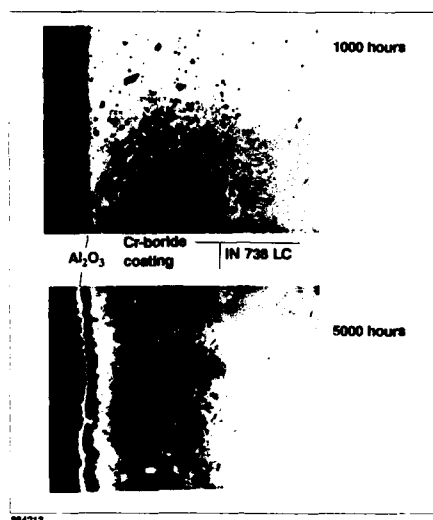 1000 hours
Al₂O₃
Cr-boride
coating
IN 738 LC
5000 hours